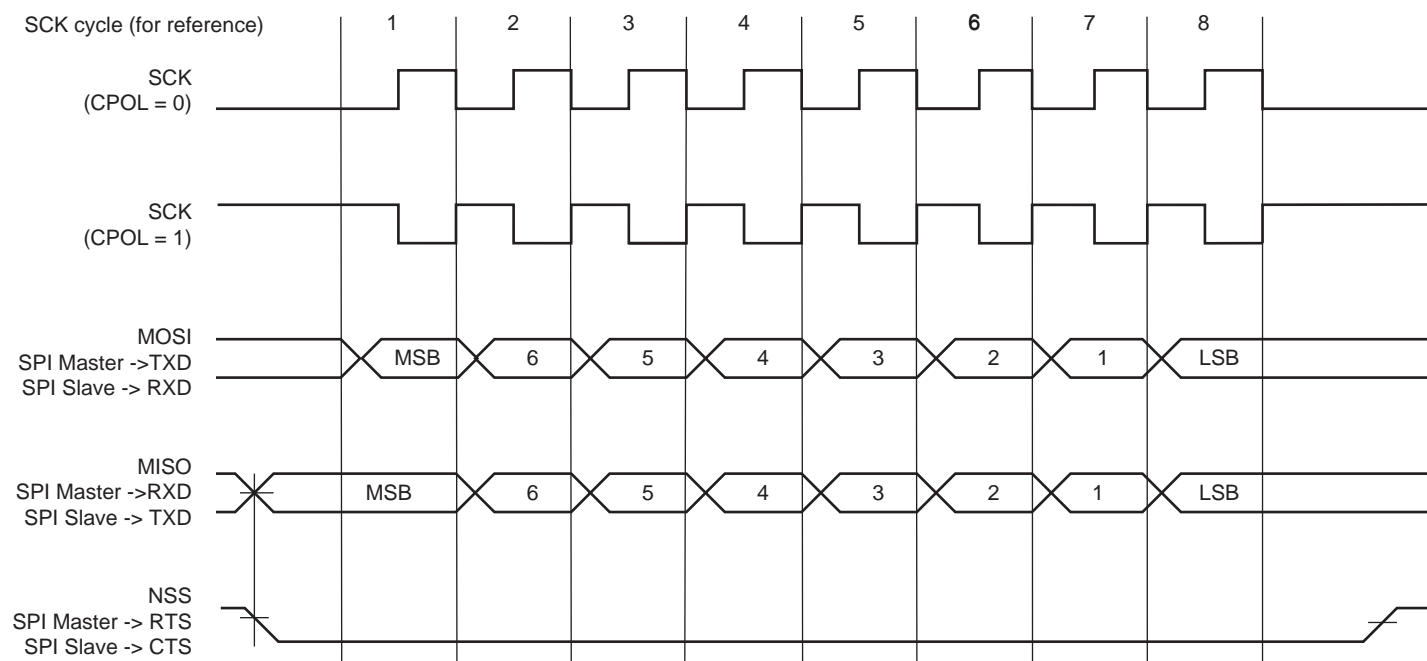 SCK cycle (for reference) 1 2 3 4 5 6 7 8
SCK
(CPOL = 0)
SCK
(CPOL = 1)
MOSI
SPI Master ->TXD
SPI Slave -> RXD
MSB 6 5 4 3 2 1 LSB
MISO
SPI Master ->RXD
SPI Slave -> TXD
MSB 6 5 4 3 2 1 LSB
NSS
SPI Master -> RTS
SPI Slave -> CTS